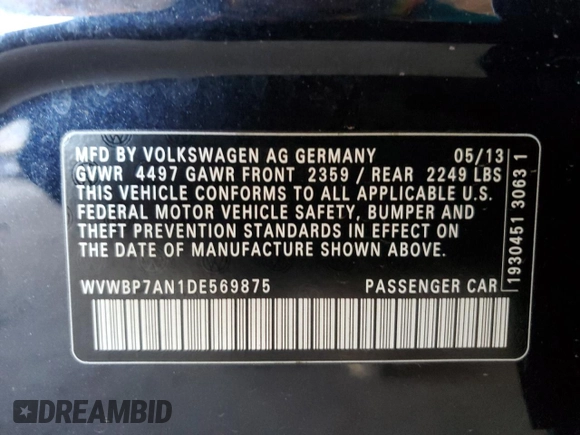 MFD BY VOLKSWAGEN AG GERMANY 05/13
GVWR 4497 GAWR FRONT 2359 / REAR 2249 LBS
THIS VEHICLE CONFORMS TO ALL APPLICABLE U.S.
FEDERAL MOTOR VEHICLE SAFETY, BUMPER AND
THEFT PREVENTION STANDARDS IN EFFECT ON
THE DATE OF MANUFACTURE SHOWN ABOVE.
WVWBP7AN1DE569875 PASSENGER CAR
1930451 3063 1
DREAMBID